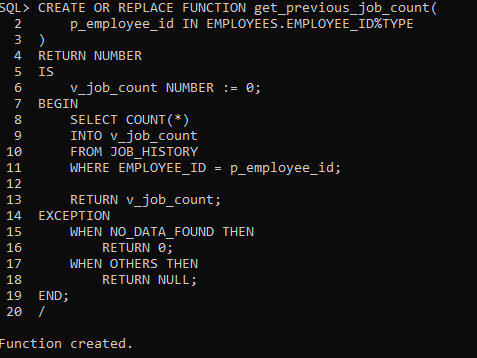 SQL> CREATE OR REPLACE FUNCTION get_previous_job_count(
  2      p_employee_id IN EMPLOYEES.EMPLOYEE_ID%TYPE
  3  )
  4  RETURN NUMBER
  5  IS
  6      v_job_count NUMBER := 0;
  7  BEGIN
  8      SELECT COUNT(*)
  9      INTO v_job_count
 10      FROM JOB_HISTORY
 11      WHERE EMPLOYEE_ID = p_employee_id;
 12
 13      RETURN v_job_count;
 14  EXCEPTION
 15      WHEN NO_DATA_FOUND THEN
 16          RETURN 0;
 17      WHEN OTHERS THEN
 18          RETURN NULL;
 19  END;
 20  /
Function created.